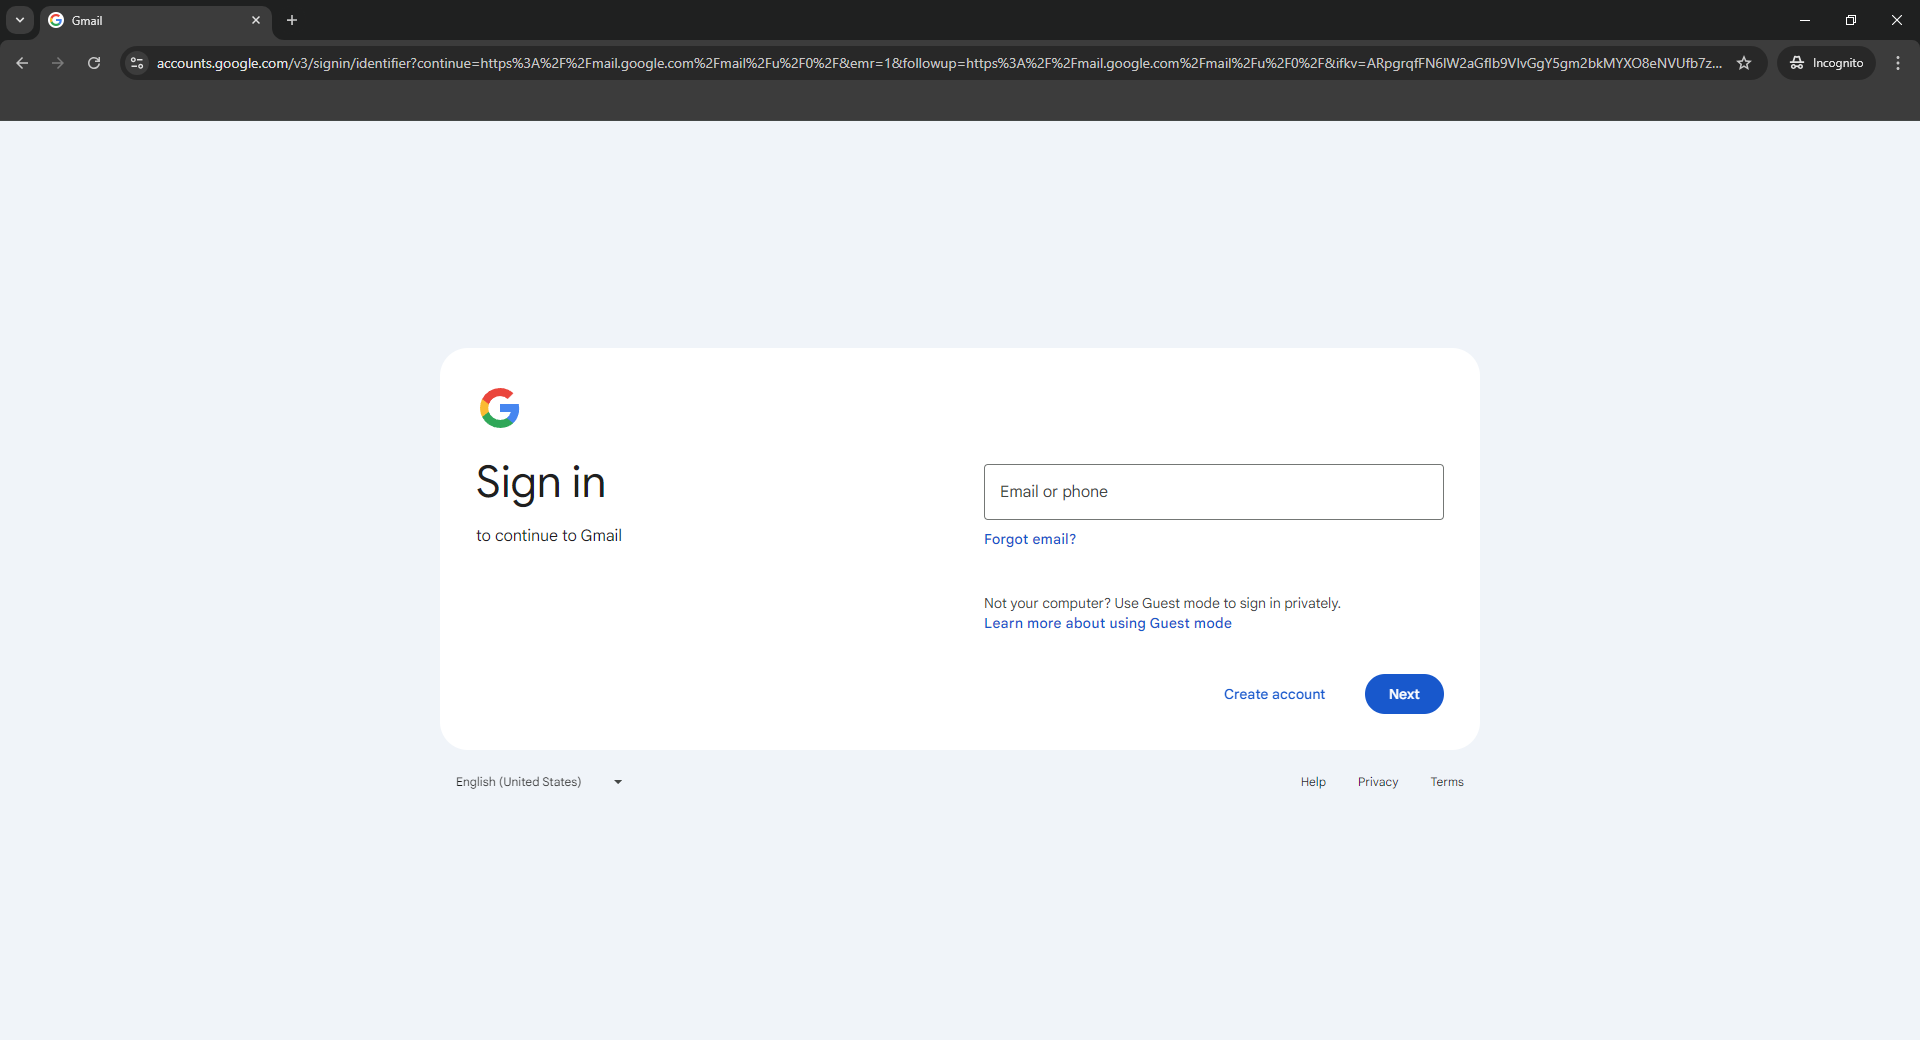 Gmail
accounts.google.com/v3/signin/identifier?continue=https%3A%2F%2Fmail.google.com%2Fmail%2Fu%2F0%2F&emr=1&followup=https%3A%2F%2Fmail.google.com%2Fmail%2Fu%2F0%2F&ifkv=ARpgrqfFN6IW2aGfIb9VIvGgY5gm2bkMYXO8eNVUfb7z...
Incognito
Sign in
to continue to Gmail
Email or phone
Forgot email?
Not your computer? Use Guest mode to sign in privately.
Learn more about using Guest mode
Create account
Next
English (United States)
Help
Privacy
Terms